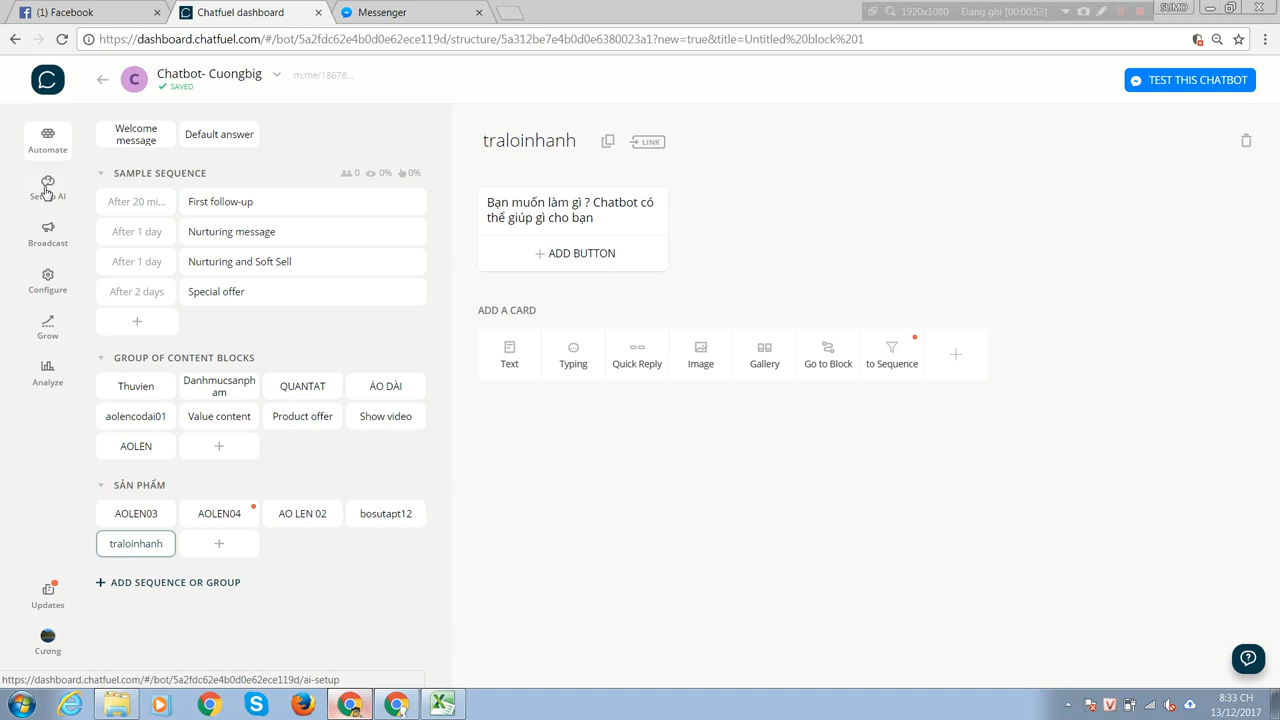 (1) Facebook
Chatfuel dashboard
Messenger
1920x1080
Đang ghi [00:00:53]
SUMO
https://dashboard.chatfuel.com/#/bot/5a2fdc62e4b0d0e62ece119d/structure/5a312be7e4b0d0e6380023a1?new=true&title=Untitled%20block%201
C
Chatbot- Cuongbig
m.me/18678...
SAVED
TEST THIS CHATBOT
Automate
Set Up AI
Broadcast
Configure
Grow
Analyze
Updates
Cương
Welcome
message
Default answer
SAMPLE SEQUENCE
0
0%
0%
After 20 mi...
First follow-up
After 1 day
Nurturing message
After 1 day
Nurturing and Soft Sell
After 2 days
Special offer
GROUP OF CONTENT BLOCKS
Thuvien
Danhmucsanph
am
QUANTAT
ÁO DÀI
aolencodai01
Value content
Product offer
Show video
AOLEN
SẢN PHẨM
AOLEN03
AOLEN04
AO LEN 02
bosutapt12
traloinhanh
ADD SEQUENCE OR GROUP
traloinhanh
LINK
Bạn muốn làm gì ? Chatbot có
thể giúp gì cho bạn
ADD BUTTON
ADD A CARD
Text
Typing
Quick Reply
Image
Gallery
Go to Block
to Sequence
https://dashboard.chatfuel.com/#/bot/5a2fdc62e4b0d0e62ece119d/ai-setup
8:33 CH
13/12/2017